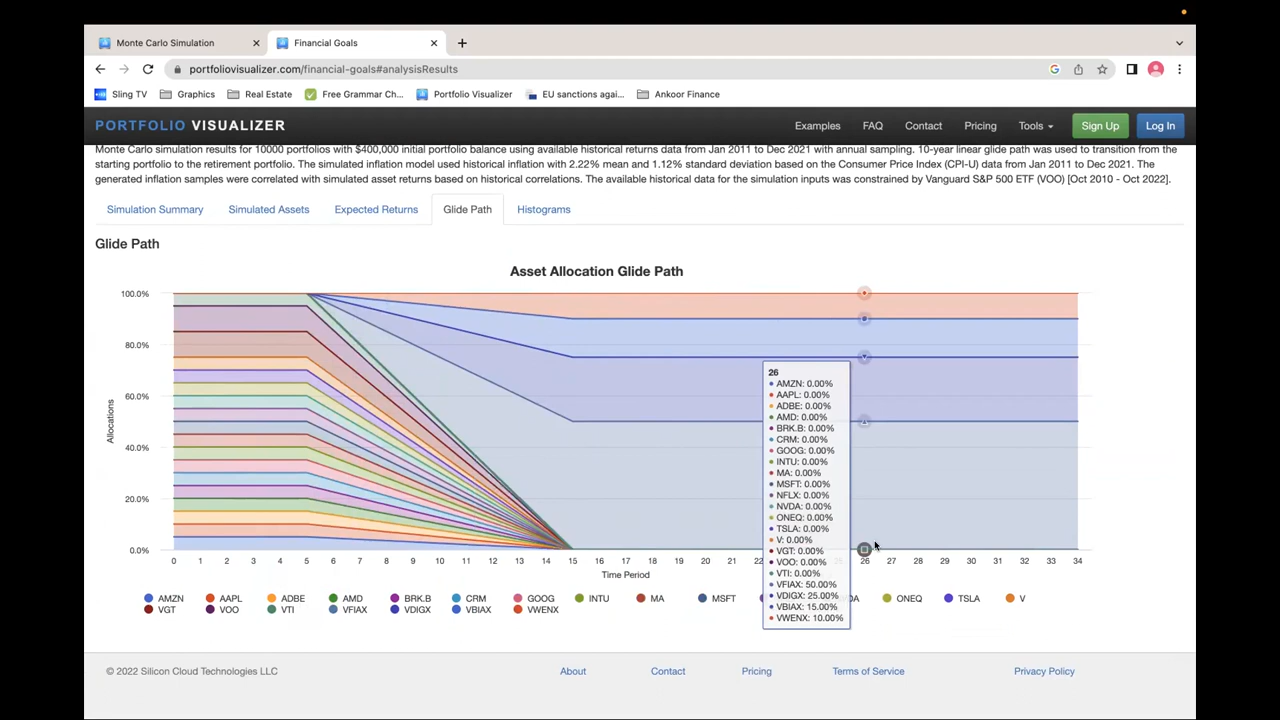 Monte Carlo Simulation
Financial Goals
portfoliovisualizer.com/financial-goals#analysisResults
Sling TV Graphics Real Estate Free Grammar Ch... Portfolio Visualizer EU sanctions agai... Ankoor Finance
PORTFOLIO VISUALIZER Examples FAQ Contact Pricing Tools Sign Up Log In
Monte Carlo simulation results for 10000 portfolios with $400,000 initial portfolio balance using available historical returns data from Jan 2011 to Dec 2021 with annual sampling. 10-year linear glide path was used to transition from the
starting portfolio to the retirement portfolio. The simulated inflation model used historical inflation with 2.22% mean and 1.12% standard deviation based on the Consumer Price Index (CPI-U) data from Jan 2011 to Dec 2021. The
generated inflation samples were correlated with simulated asset returns based on historical correlations. The available historical data for the simulation inputs was constrained by Vanguard S&P 500 ETF (VOO) [Oct 2010 - Oct 2022].
Simulation Summary Simulated Assets Expected Returns Glide Path Histograms
Glide Path
Asset Allocation Glide Path
Allocations
100.0%
80.0%
60.0%
40.0%
20.0%
0.0%
26
AMZN: 0.00%
AAPL: 0.00%
ADBE: 0.00%
AMD: 0.00%
BRK.B: 0.00%
CRM: 0.00%
GOOG: 0.00%
INTU: 0.00%
MA: 0.00%
MSFT: 0.00%
NFLX: 0.00%
NVDA: 0.00%
ONEQ: 0.00%
TSLA: 0.00%
V: 0.00%
VGT: 0.00%
VOO: 0.00%
VTI: 0.00%
VFIAX: 50.00%
VDIGX: 25.00%
VBIAX: 15.00%
VWENX: 10.00%
0 1 2 3 4 5 6 7 8 9 10 11 12 13 14 15 16 17 18 19 20 21 26 27 28 29 30 31 32 33 34
Time Period
AMZN AAPL ADBE AMD BRK.B CRM GOOG INTU MA MSFT ONEQ TSLA V
VGT VOO VTI VFIAX VDIGX VBIAX VWENX
© 2022 Silicon Cloud Technologies LLC About Contact Pricing Terms of Service Privacy Policy